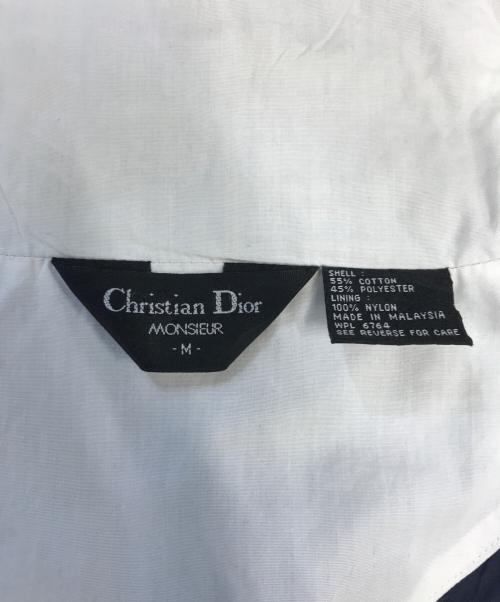 Christian Dior
MONSIEUR
- M -
SHELL :
55% COTTON
45% POLYESTER
LINING :
100% NYLON
MADE IN MALAYSIA
WPL 6764
SEE REVERSE FOR CARE